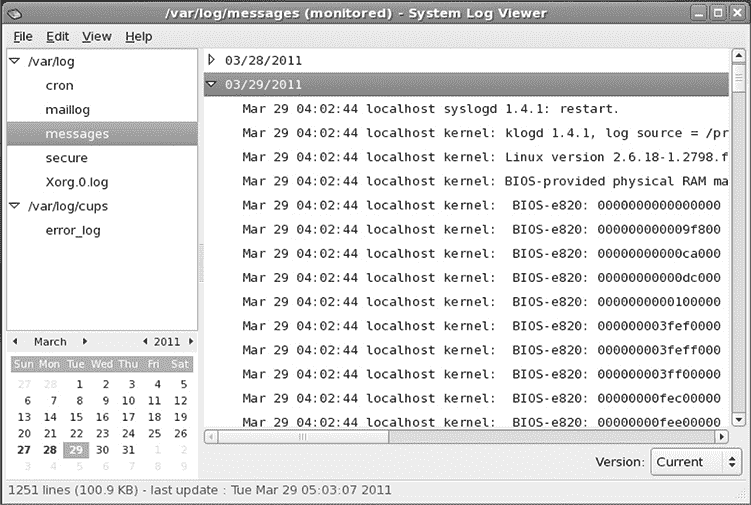 /var/log/messages (monitored) - System Log Viewer
File Edit View Help
/var/log
cron
maillog
messages
secure
Xorg.0.log
/var/log/cups
error_log
03/28/2011
03/29/2011
Mar 29 04:02:44 localhost syslogd 1.4.1: restart.
Mar 29 04:02:44 localhost kernel: klogd 1.4.1, log source = /pr
Mar 29 04:02:44 localhost kernel: Linux version 2.6.18-1.2798.f
Mar 29 04:02:44 localhost kernel: BIOS-provided physical RAM ma
Mar 29 04:02:44 localhost kernel:  BIOS-e820: 0000000000000000
Mar 29 04:02:44 localhost kernel:  BIOS-e820: 000000000009f800
Mar 29 04:02:44 localhost kernel:  BIOS-e820: 00000000000ca000
Mar 29 04:02:44 localhost kernel:  BIOS-e820: 00000000000dc000
Mar 29 04:02:44 localhost kernel:  BIOS-e820: 0000000000100000
Mar 29 04:02:44 localhost kernel:  BIOS-e820: 000000003fef0000
Mar 29 04:02:44 localhost kernel:  BIOS-e820: 000000003feff000
Mar 29 04:02:44 localhost kernel:  BIOS-e820: 000000003ff00000
Mar 29 04:02:44 localhost kernel:  BIOS-e820: 00000000fec00000
Mar 29 04:02:44 localhost kernel:  BIOS-e820: 00000000fee00000
March 2011
Sun Mon Tue Wed Thu Fri Sat
27 28 1 2 3 4 5
6 7 8 9 10 11 12
13 14 15 16 17 18 19
20 21 22 23 24 25 26
27 28 29 30 31 1 2
3 4 5 6 7 8 9
Version: Current
1251 lines (100.9 KB) - last update : Tue Mar 29 05:03:07 2011